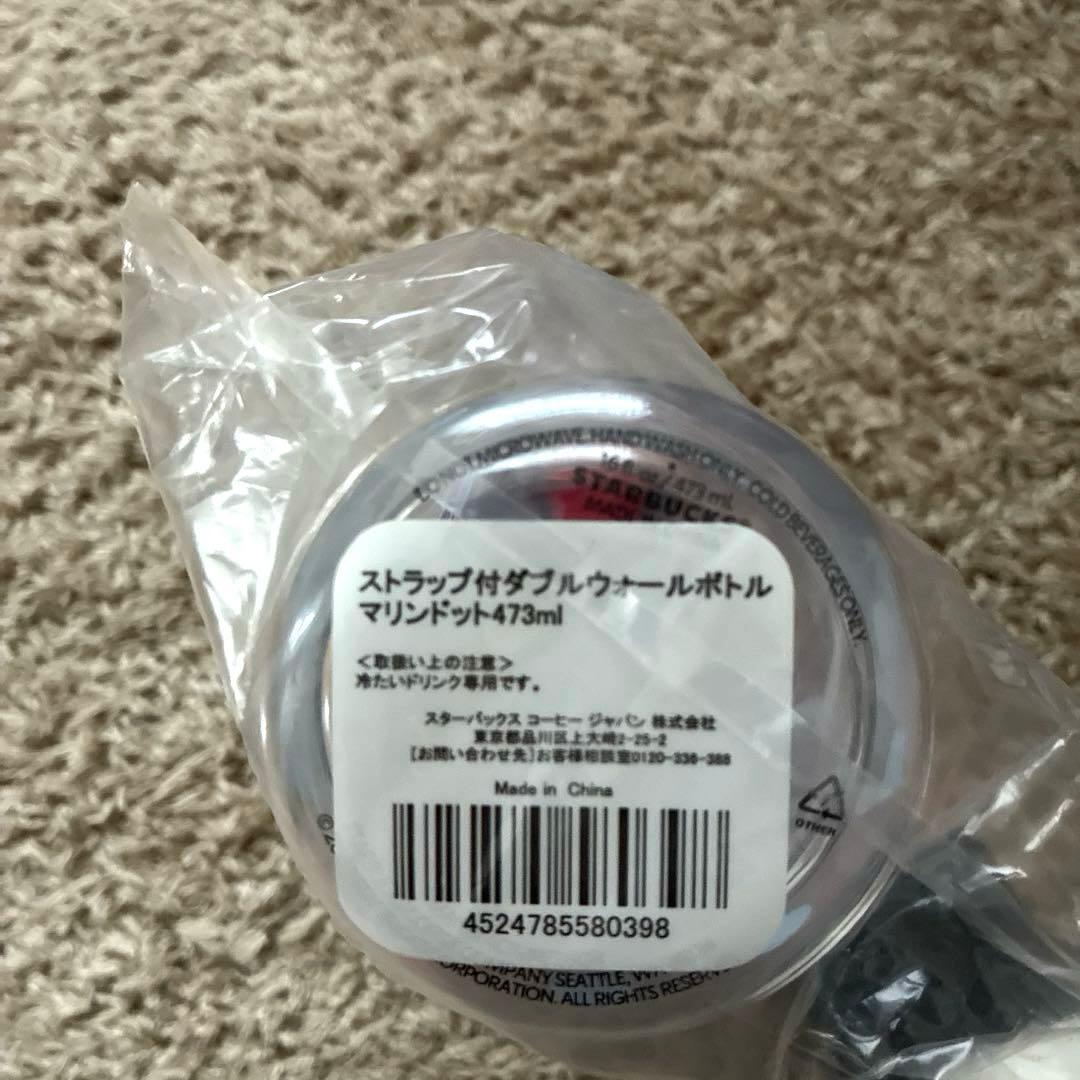 DO NOT MICROWAVE. HAND WASH ONLY. COLD BEVERAGES ONLY.
16 fl oz / 473 mL
STARBUCKS
MADE
ストラップ付ダブルウォールボトル
マリンドット473ml
＜取扱い上の注意＞
冷たいドリンク専用です。
スターバックス コーヒー ジャパン 株式会社
東京都品川区上大崎2-25-2
[お問い合わせ先]お客様相談室0120-336-388
Made in China
OTHER
4524785580398
COMPANY SEATTLE,
CORPORATION. ALL RIGHTS RESERV